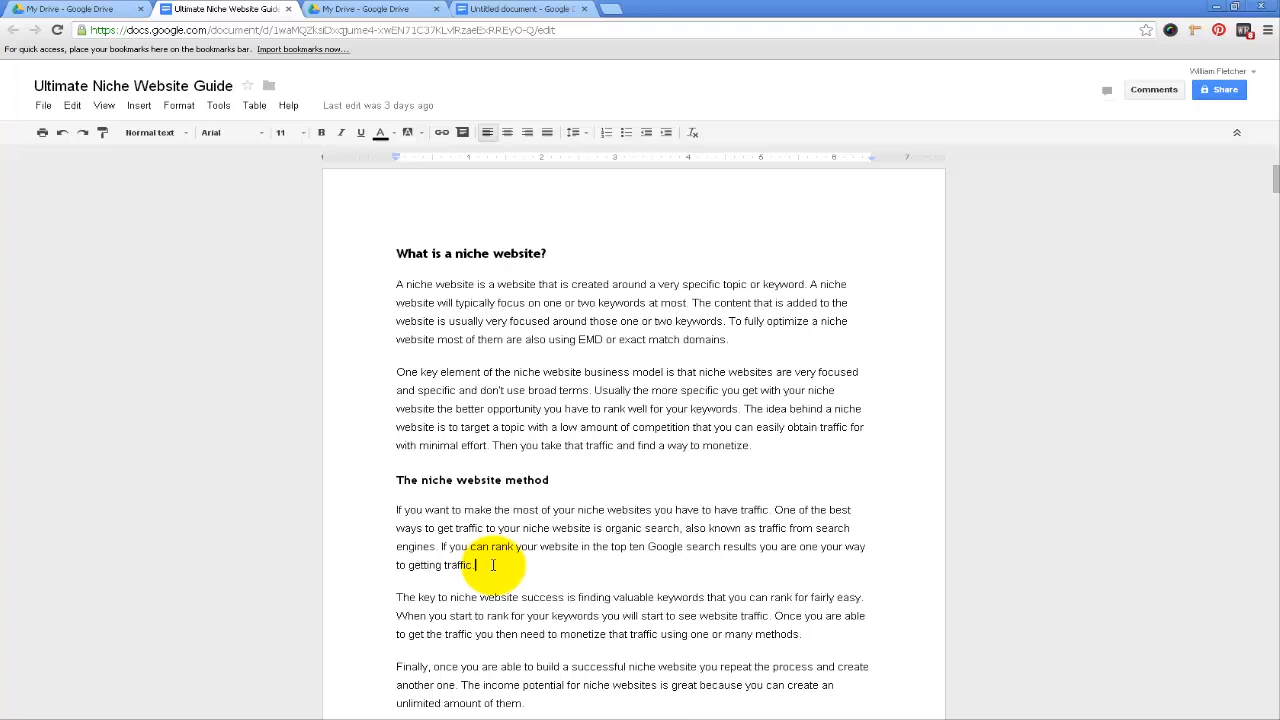 My Drive - Google Drive
Ultimate Niche Website Guid
My Drive - Google Drive
Untitled document - Google D
https://docs.google.com/document/d/
/edit
For quick access, place your bookmarks here on the bookmarks bar. Import bookmarks now...
William Fletcher
Ultimate Niche Website Guide
Comments
Share
File Edit View Insert Format Tools Table Help Last edit was 3 days ago
Normal text Arial 11 B I U A A
1 2 3 4 5 6 7
What is a niche website?
A niche website is a website that is created around a very specific topic or keyword. A niche
website will typically focus on one or two keywords at most. The content that is added to the
website is usually very focused around those one or two keywords. To fully optimize a niche
website most of them are also using EMD or exact match domains.
One key element of the niche website business model is that niche websites are very focused
and specific and don't use broad terms. Usually the more specific you get with your niche
website the better opportunity you have to rank well for your keywords. The idea behind a niche
website is to target a topic with a low amount of competition that you can easily obtain traffic for
with minimal effort. Then you take that traffic and find a way to monetize.
The niche website method
If you want to make the most of your niche websites you have to have traffic. One of the best
ways to get traffic to your niche website is organic search, also known as traffic from search
engines. If you can rank your website in the top ten Google search results you are one your way
to getting traffic.
The key to niche website success is finding valuable keywords that you can rank for fairly easy.
When you start to rank for your keywords you will start to see website traffic. Once you are able
to get the traffic you then need to monetize that traffic using one or many methods.
Finally, once you are able to build a successful niche website you repeat the process and create
another one. The income potential for niche websites is great because you can create an
unlimited amount of them.